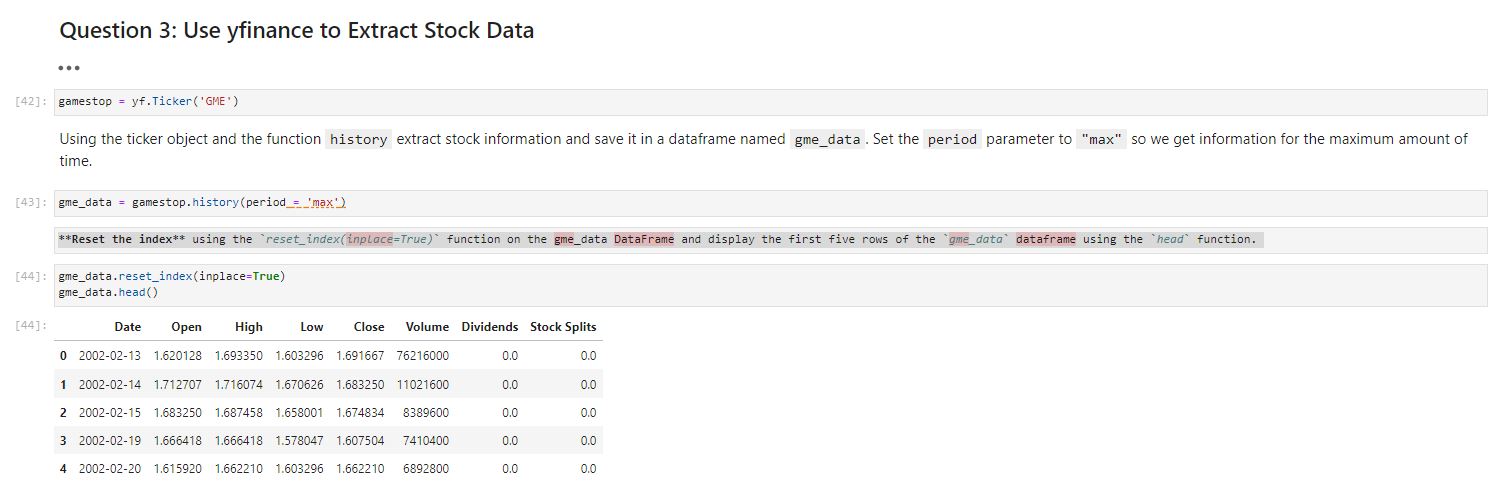 Question 3: Use yfinance to Extract Stock Data
•••
[42]: gamestop = yf.Ticker('GME')
Using the ticker object and the function history extract stock information and save it in a dataframe named gme_data. Set the period parameter to "max" so we get information for the maximum amount of
time.
[43]: gme_data = gamestop.history(period = 'max')
**Reset the index** using the `reset_index(inplace=True)` function on the gme_data DataFrame and display the first five rows of the `gme_data` dataframe using the `head` function.
[44]: gme_data.reset_index(inplace=True)
gme_data.head()
[44]: Date Open High Low Close Volume Dividends Stock Splits
0 2002-02-13 1.620128 1.693350 1.603296 1.691667 76216000 0.0 0.0
1 2002-02-14 1.712707 1.716074 1.670626 1.683250 11021600 0.0 0.0
2 2002-02-15 1.683250 1.687458 1.658001 1.674834 8389600 0.0 0.0
3 2002-02-19 1.666418 1.666418 1.578047 1.607504 7410400 0.0 0.0
4 2002-02-20 1.615920 1.662210 1.603296 1.662210 6892800 0.0 0.0